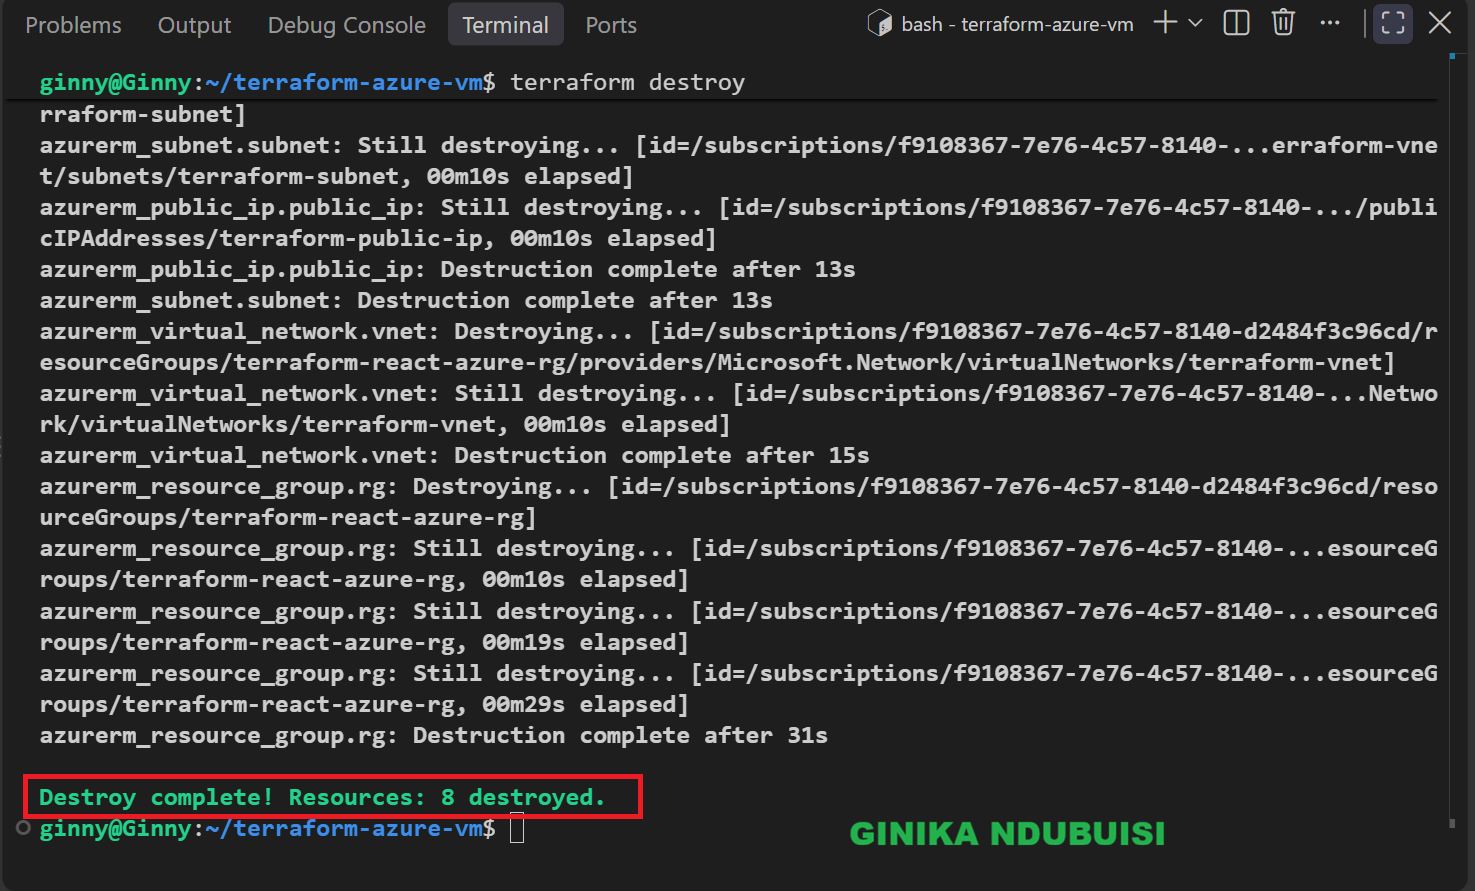 Problems Output Debug Console Terminal Ports bash - terraform-azure-vm
ginny@Ginny:~/terraform-azure-vm$ terraform destroy
rraform-subnet]
azurerm_subnet.subnet: Still destroying... [id=/subscriptions/f9108367-7e76-4c57-8140-...erraform-vne
t/subnets/terraform-subnet, 00m10s elapsed]
azurerm_public_ip.public_ip: Still destroying... [id=/subscriptions/f9108367-7e76-4c57-8140-.../publi
cIPAddresses/terraform-public-ip, 00m10s elapsed]
azurerm_public_ip.public_ip: Destruction complete after 13s
azurerm_subnet.subnet: Destruction complete after 13s
azurerm_virtual_network.vnet: Destroying... [id=/subscriptions/f9108367-7e76-4c57-8140-d2484f3c96cd/r
esourceGroups/terraform-react-azure-rg/providers/Microsoft.Network/virtualNetworks/terraform-vnet]
azurerm_virtual_network.vnet: Still destroying... [id=/subscriptions/f9108367-7e76-4c57-8140-...Netwo
rk/virtualNetworks/terraform-vnet, 00m10s elapsed]
azurerm_virtual_network.vnet: Destruction complete after 15s
azurerm_resource_group.rg: Destroying... [id=/subscriptions/f9108367-7e76-4c57-8140-d2484f3c96cd/reso
urceGroups/terraform-react-azure-rg]
azurerm_resource_group.rg: Still destroying... [id=/subscriptions/f9108367-7e76-4c57-8140-...esourceG
roups/terraform-react-azure-rg, 00m10s elapsed]
azurerm_resource_group.rg: Still destroying... [id=/subscriptions/f9108367-7e76-4c57-8140-...esourceG
roups/terraform-react-azure-rg, 00m19s elapsed]
azurerm_resource_group.rg: Still destroying... [id=/subscriptions/f9108367-7e76-4c57-8140-...esourceG
roups/terraform-react-azure-rg, 00m29s elapsed]
azurerm_resource_group.rg: Destruction complete after 31s
Destroy complete! Resources: 8 destroyed.
ginny@Ginny:~/terraform-azure-vm$
GINIKA NDUBUISI